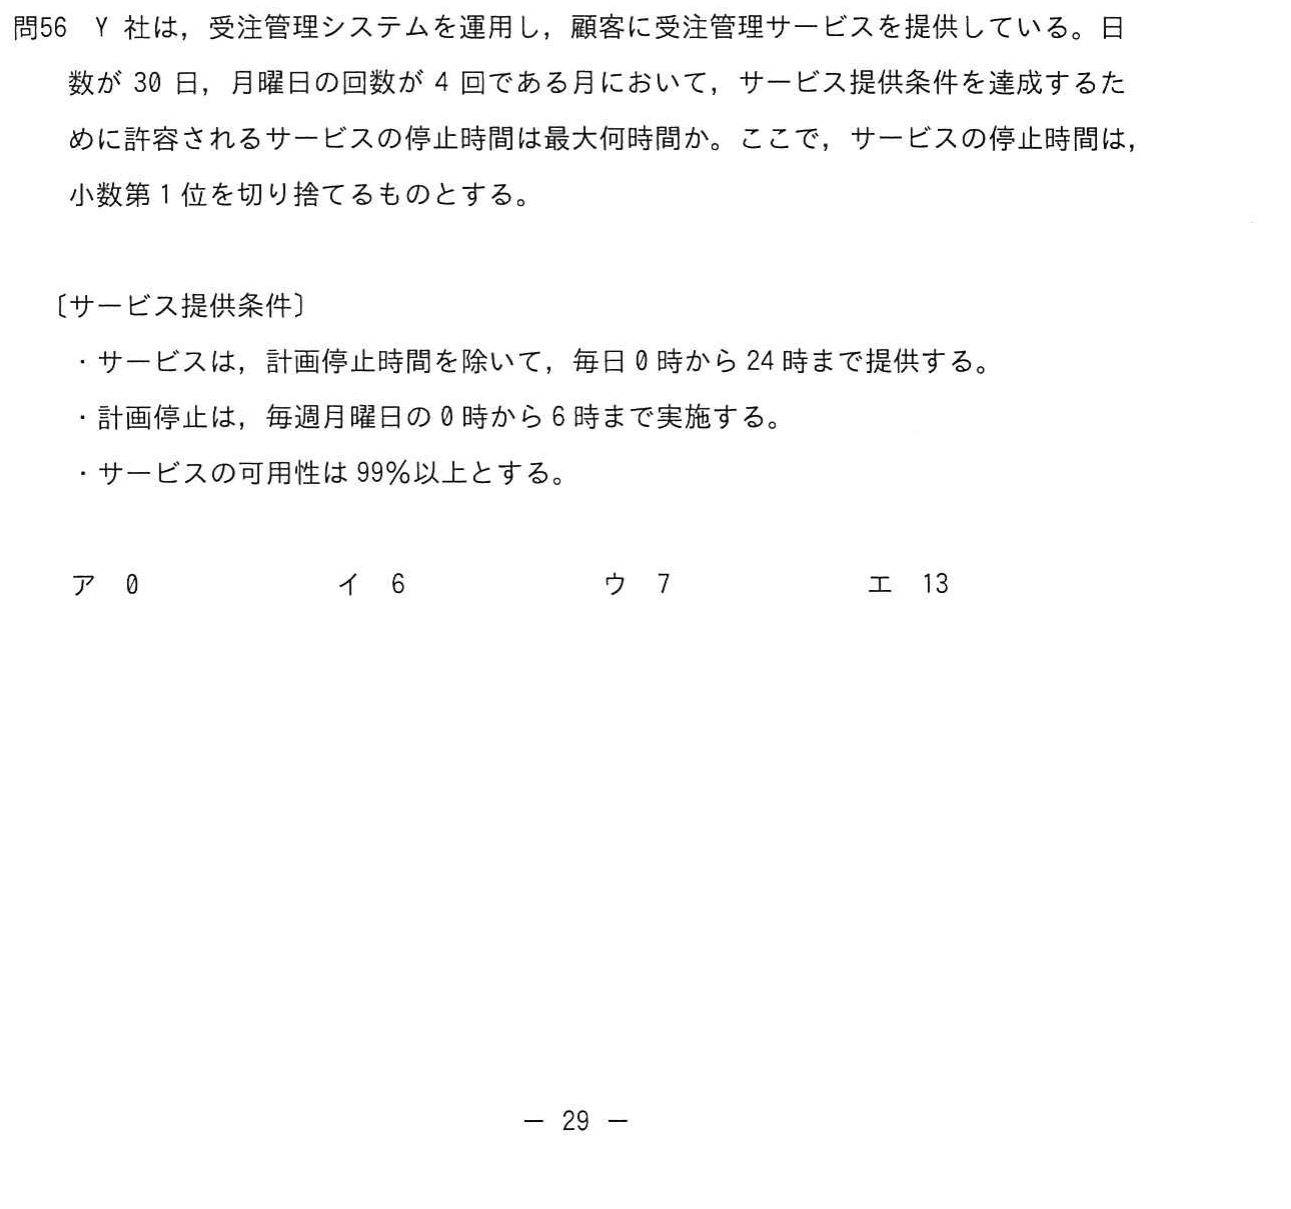 問56 Y 社は，受注管理システムを運用し，顧客に受注管理サービスを提供している。日
数が 30 日，月曜日の回数が 4 回である月において，サービス提供条件を達成するた
めに許容されるサービスの停止時間は最大何時間か。ここで，サービスの停止時間は，
小数第1位を切り捨てるものとする。
〔サービス提供条件〕
・サービスは，計画停止時間を除いて，毎日0時から24時まで提供する。
・計画停止は，毎週月曜日の0時から6時まで実施する。
・サービスの可用性は99％以上とする。
ア 0 イ 6 ウ 7 エ 13
－ 29 －